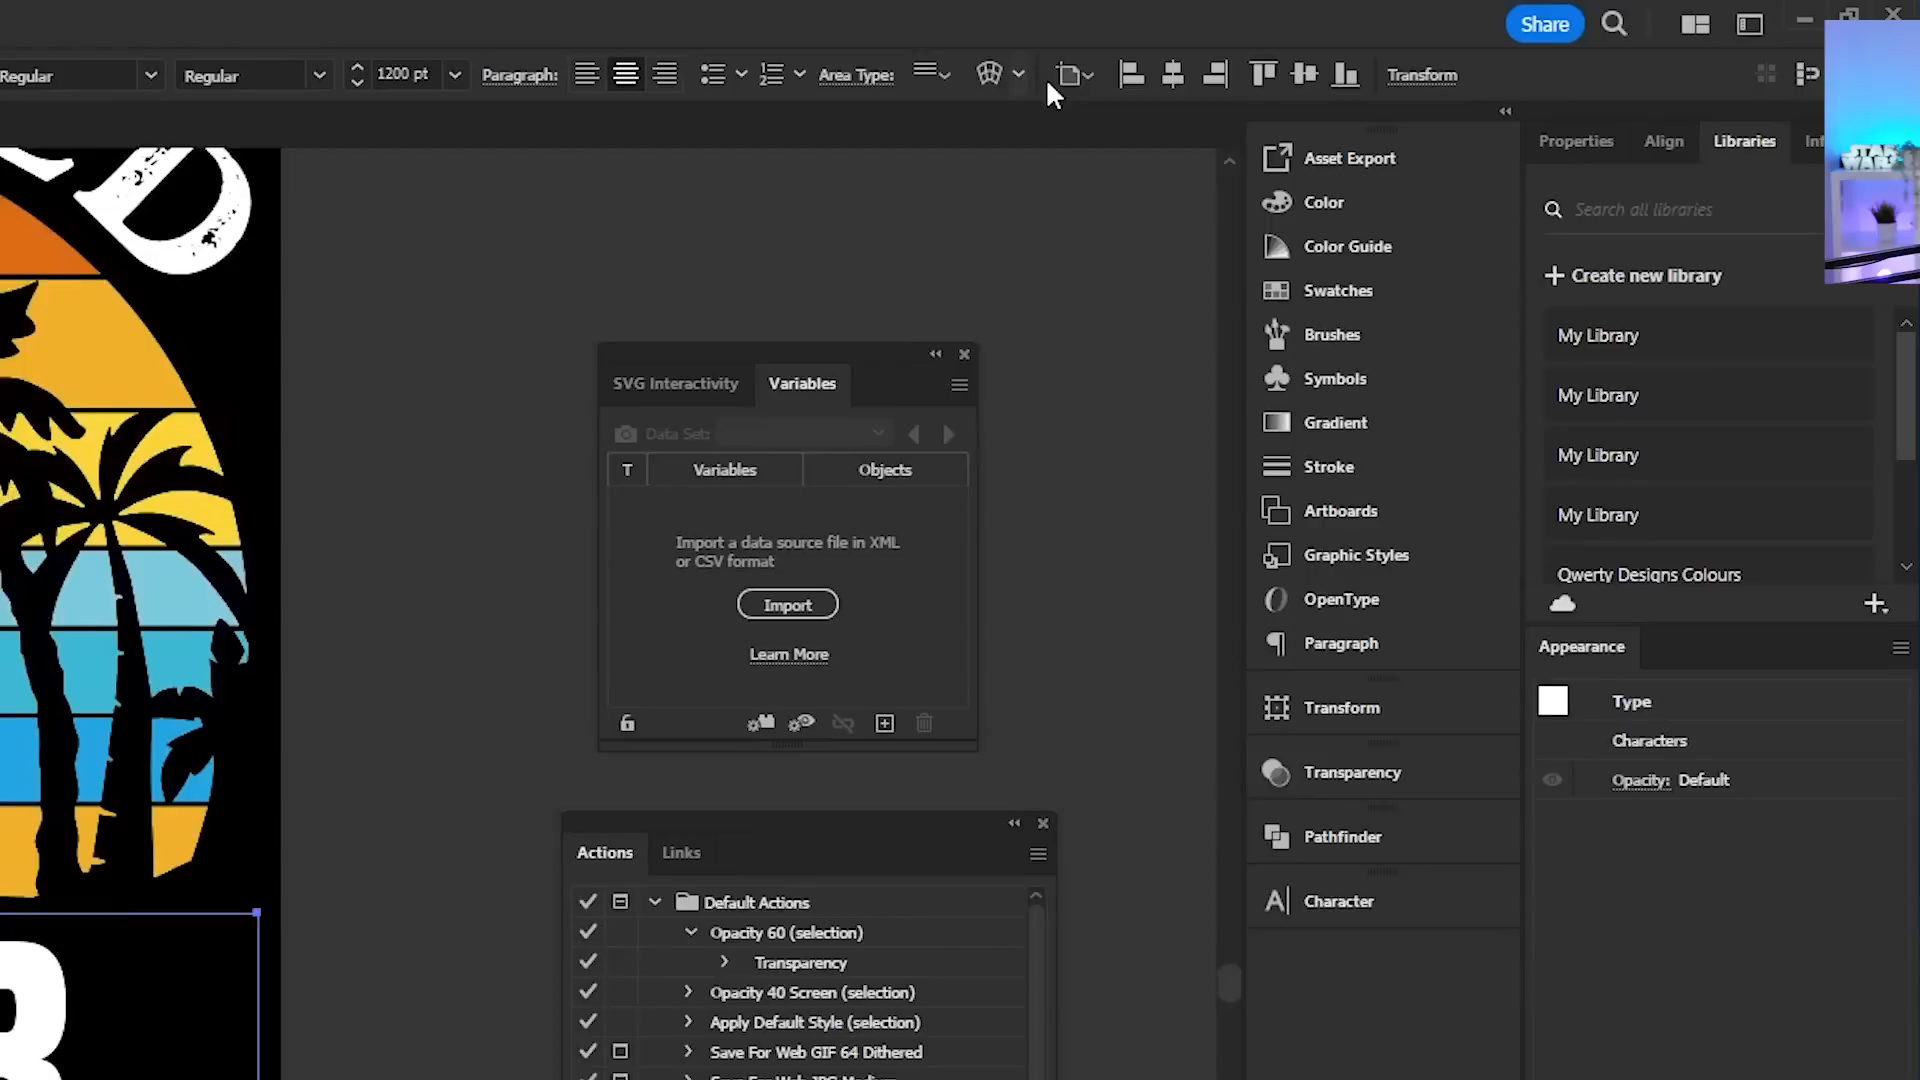 Share
Regular
Regular
1200 pt
Paragraph:
Area Type:
Transform
D
Asset Export
Color
Color Guide
Swatches
Brushes
Symbols
Gradient
Stroke
Artboards
Graphic Styles
OpenType
Paragraph
Transform
Transparency
Pathfinder
Character
Properties
Align
Libraries
STAR
WARS
Search all libraries
Create new library
My Library
My Library
My Library
My Library
Qwerty Designs Colours
Appearance
Type
Characters
Opacity: Default
SVG Interactivity
Variables
Data Set:
T
Variables
Objects
Import a data source file in XML
or CSV format
Import
Learn More
Actions
Links
Default Actions
Opacity 60 (selection)
Transparency
Opacity 40 Screen (selection)
Apply Default Style (selection)
Save For Web GIF 64 Dithered